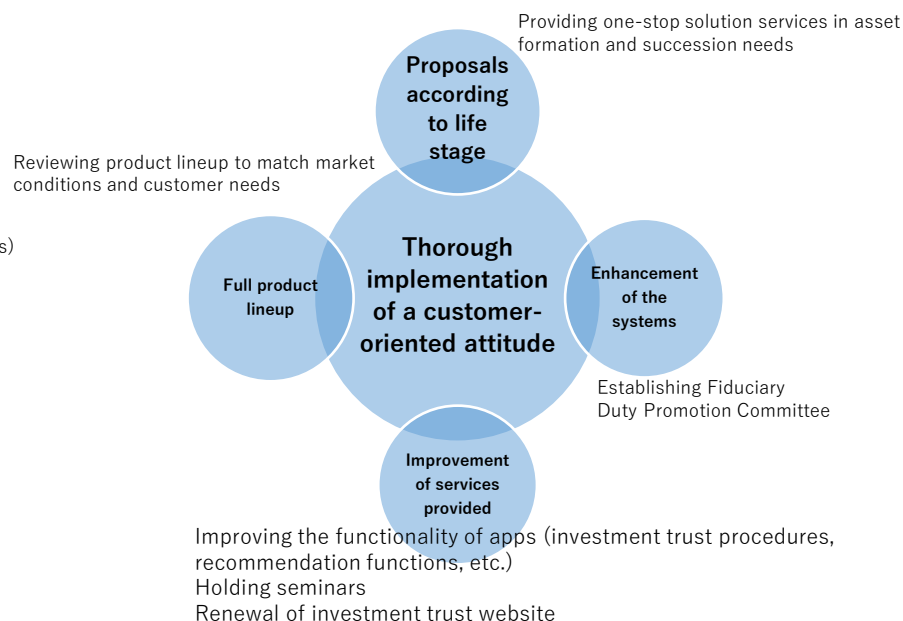 Providing one-stop solution services in asset
formation and succession needs
Proposals
according
to life
stage
Reviewing product lineup to match market
conditions and customer needs
s)
Full product
lineup
Thorough
implementation
of a customer-
oriented attitude
Enhancement
of the
systems
Establishing Fiduciary
Duty Promotion Committee
Improvement
of services
provided
Improving the functionality of apps (investment trust procedures,
recommendation functions, etc.)
Holding seminars
Renewal of investment trust website